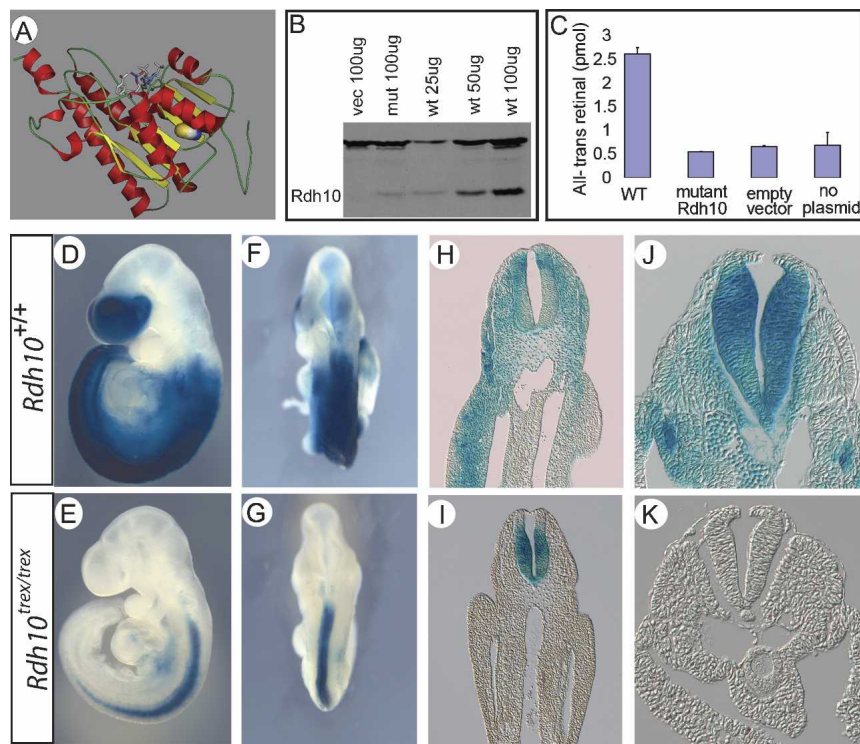 A
B
vec 100ug
mut 100ug
wt 25ug
wt 50ug
wt 100ug
Rdh10
C
All- trans retinal (pmol)
3
2.5
2
1.5
1
0.5
0
WT
mutant Rdh10
empty vector
no plasmid
Rdh10+/+
D
F
H
J
Rdh10trex/trex
E
G
I
K